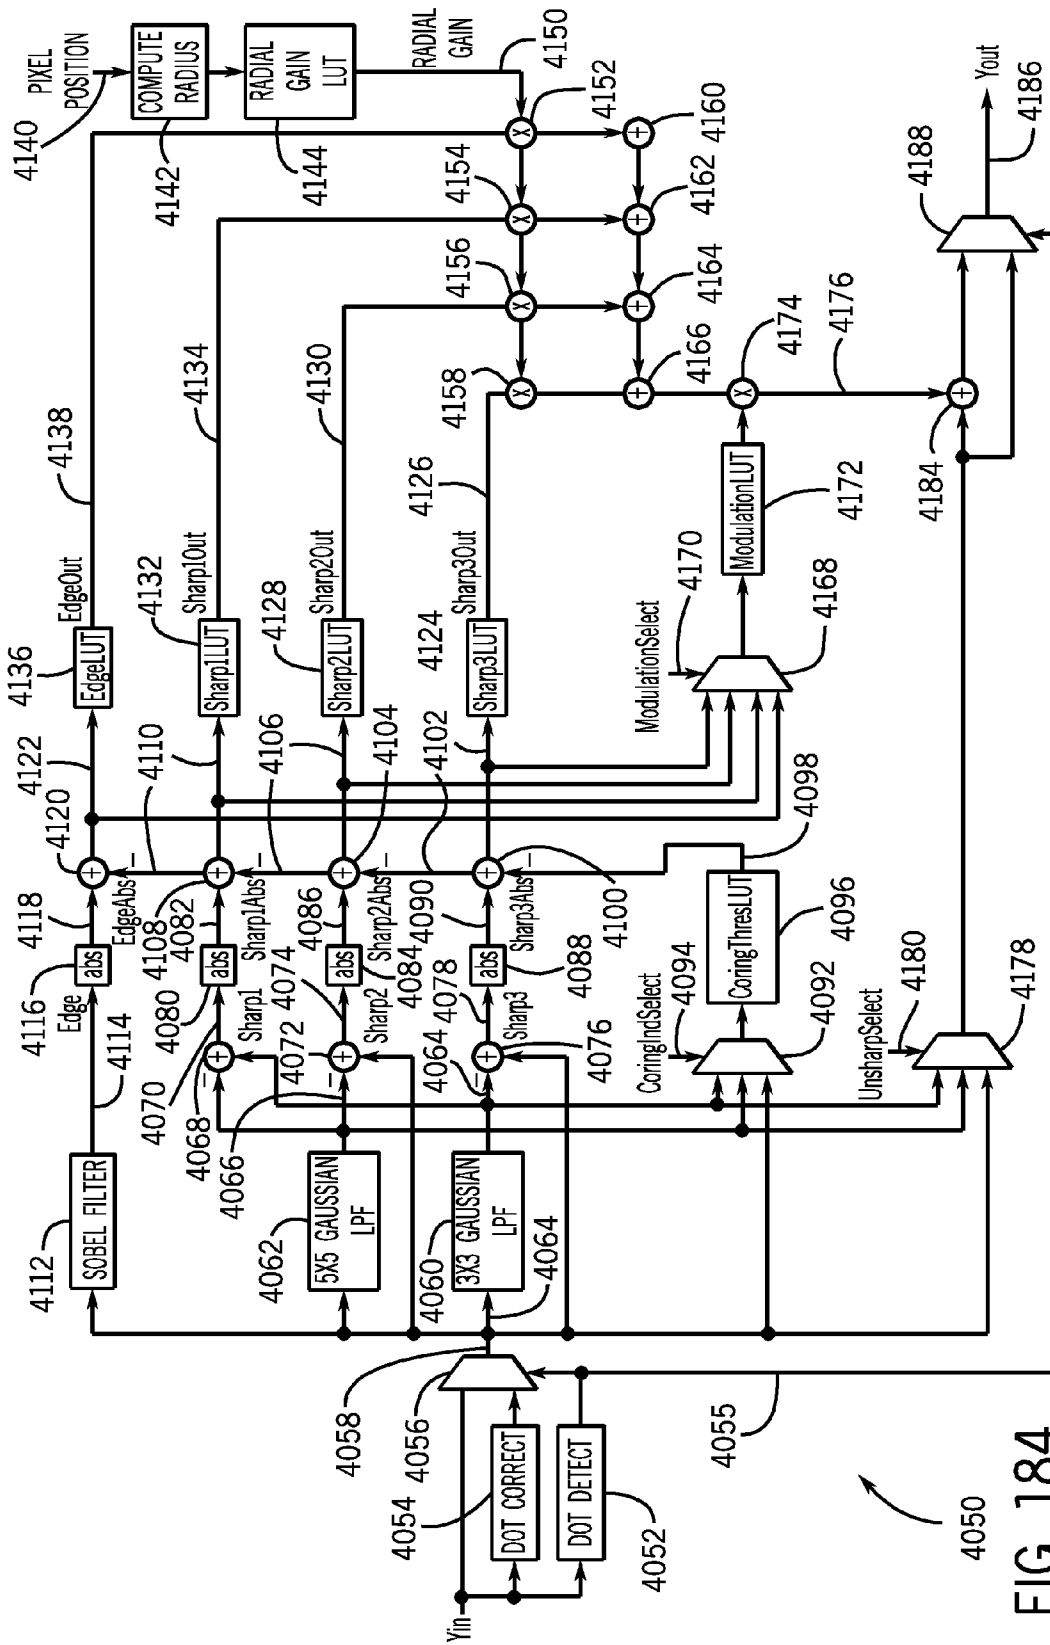 PIXEL
POSITION
4140
COMPUTE
RADIUS
4142
RADIAL
GAIN
LUT
4144
RADIAL
GAIN
4150
4152
4154
4156
4158
4160
4162
4164
4166
4174
4176
4184
4188
Yout
4186
4138
4134
4130
4126
EdgeOut
EdgeLUT
4136
Sharp1Out
Sharp1LUT
4132
Sharp2Out
Sharp2LUT
4128
Sharp3Out
Sharp3LUT
4124
ModulationSelect
4170
ModulationLUT
4172
4168
4122
4120
4110
4106
4104
4102
4118
EdgeAbs
4108
4082
Sharp1Abs
4086
Sharp2Abs
4090
Sharp3Abs
4100
4098
abs
4116
Edge
4114
abs
4080
Sharp1
4070
4068
abs
4084
Sharp2
4074
4072
4066
abs
4088
Sharp3
4078
4076
4064
CoringIndSelect
4094
CoringThresLUT
4096
4092
UnsharpSelect
4180
4178
SOBEL FILTER
4112
5X5 GAUSSIAN
LPF
4062
3X3 GAUSSIAN
LPF
4060
4064
4058
4056
4054
DOT CORRECT
DOT DETECT
4052
4055
Yin
4050
FIG. 184